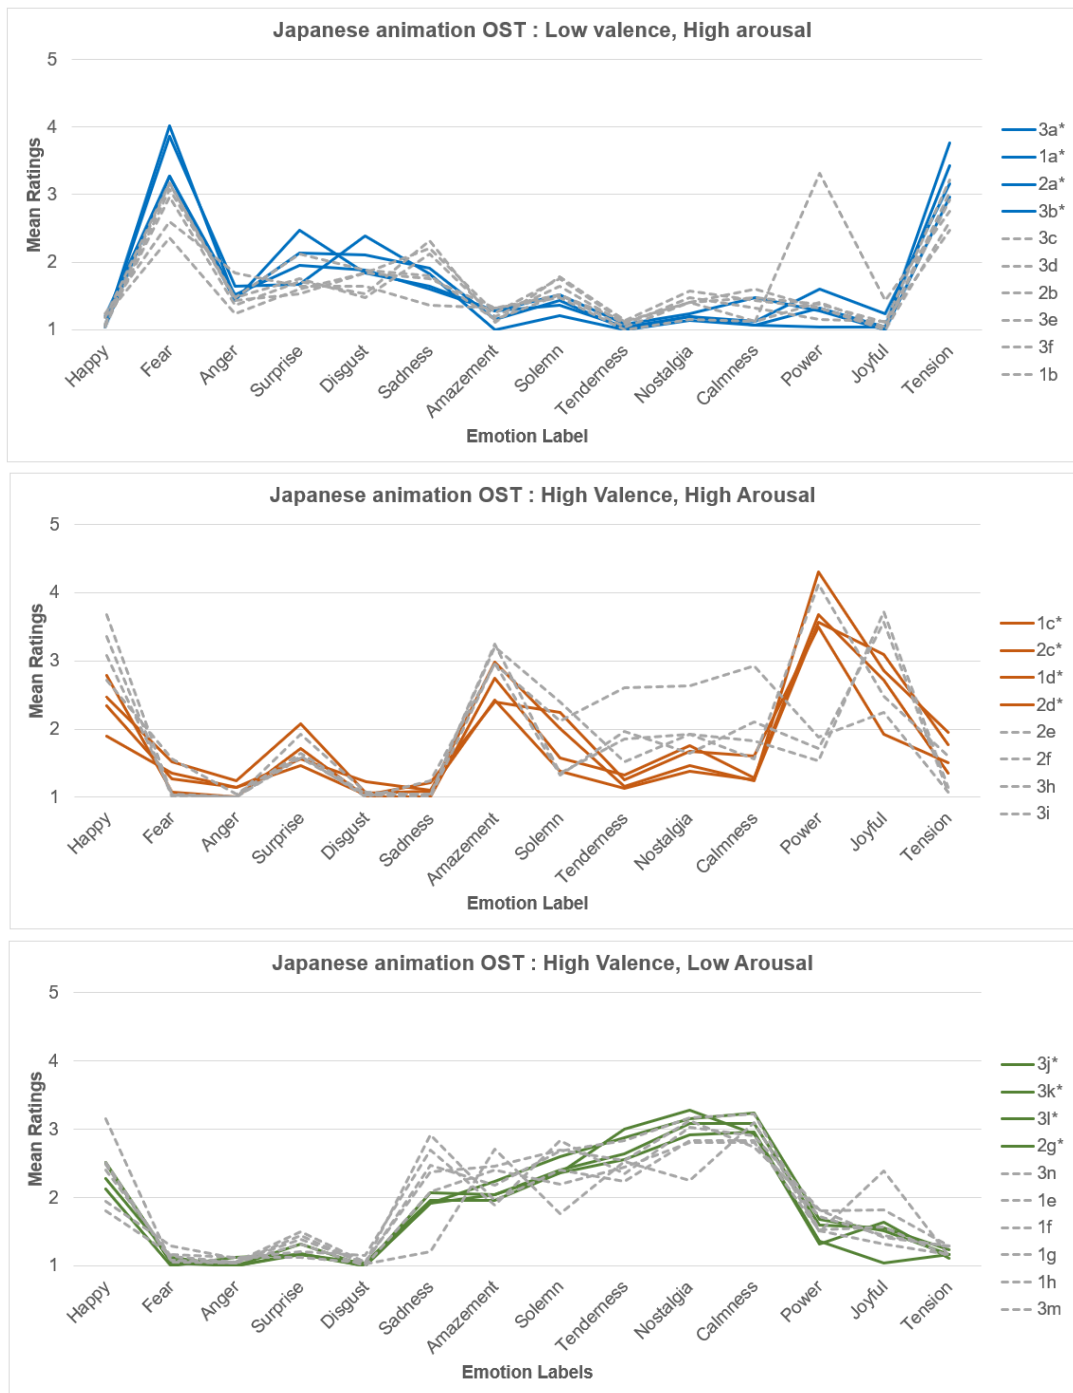 Japanese animation OST : Low valence, High arousal
5
4
3
2
1
Mean Ratings
Happy
Fear
Anger
Surprise
Disgust
Sadness
Amazement
Solemn
Tenderness
Nostalgia
Calmness
Power
Joyful
Tension
Emotion Label
3a*
1a*
2a*
3b*
3c
3d
2b
3e
3f
1b
Japanese animation OST : High Valence, High Arousal
5
4
3
2
1
Mean Ratings
Happy
Fear
Anger
Surprise
Disgust
Sadness
Amazement
Solemn
Tenderness
Nostalgia
Calmness
Power
Joyful
Tension
Emotion Label
1c*
2c*
1d*
2d*
2e
2f
3h
3i
Japanese animation OST : High Valence, Low Arousal
5
4
3
2
1
Mean Ratings
Happy
Fear
Anger
Surprise
Disgust
Sadness
Amazement
Solemn
Tenderness
Nostalgia
Calmness
Power
Joyful
Tension
Emotion Labels
3j*
3k*
3l*
2g*
3n
1e
1f
1g
1h
3m